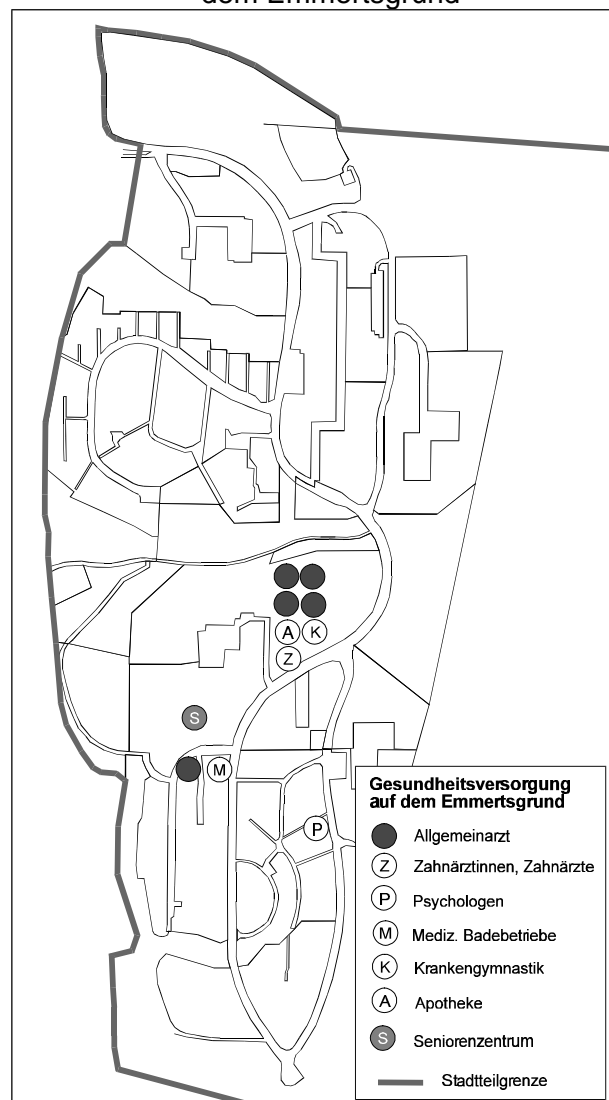 dem Emmertsgrund
A
K
Z
S
M
P
Gesundheitsversorgung
auf dem Emmertsgrund
Allgemeinarzt
Z Zahnärztinnen, Zahnärzte
P Psychologen
M Mediz. Badebetriebe
K Krankengymnastik
A Apotheke
S Seniorenzentrum
Stadtteilgrenze